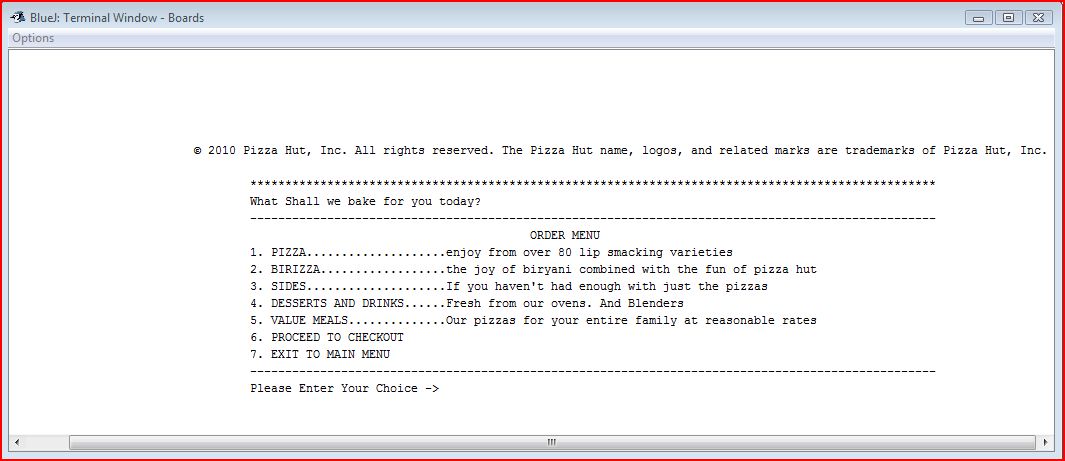 BlueJ: Terminal Window - Boards
Options
© 2010 Pizza Hut, Inc. All rights reserved. The Pizza Hut name, logos, and related marks are trademarks of Pizza Hut, Inc.
**************************************************************************************************
What Shall we bake for you today?
--------------------------------------------------------------------------------------------------
ORDER MENU
1. PIZZA....................enjoy from over 80 lip smacking varieties
2. BIRIZZA..................the joy of biryani combined with the fun of pizza hut
3. SIDES....................If you haven't had enough with just the pizzas
4. DESSERTS AND DRINKS......Fresh from our ovens. And Blenders
5. VALUE MEALS..............Our pizzas for your entire family at reasonable rates
6. PROCEED TO CHECKOUT
7. EXIT TO MAIN MENU
--------------------------------------------------------------------------------------------------
Please Enter Your Choice ->